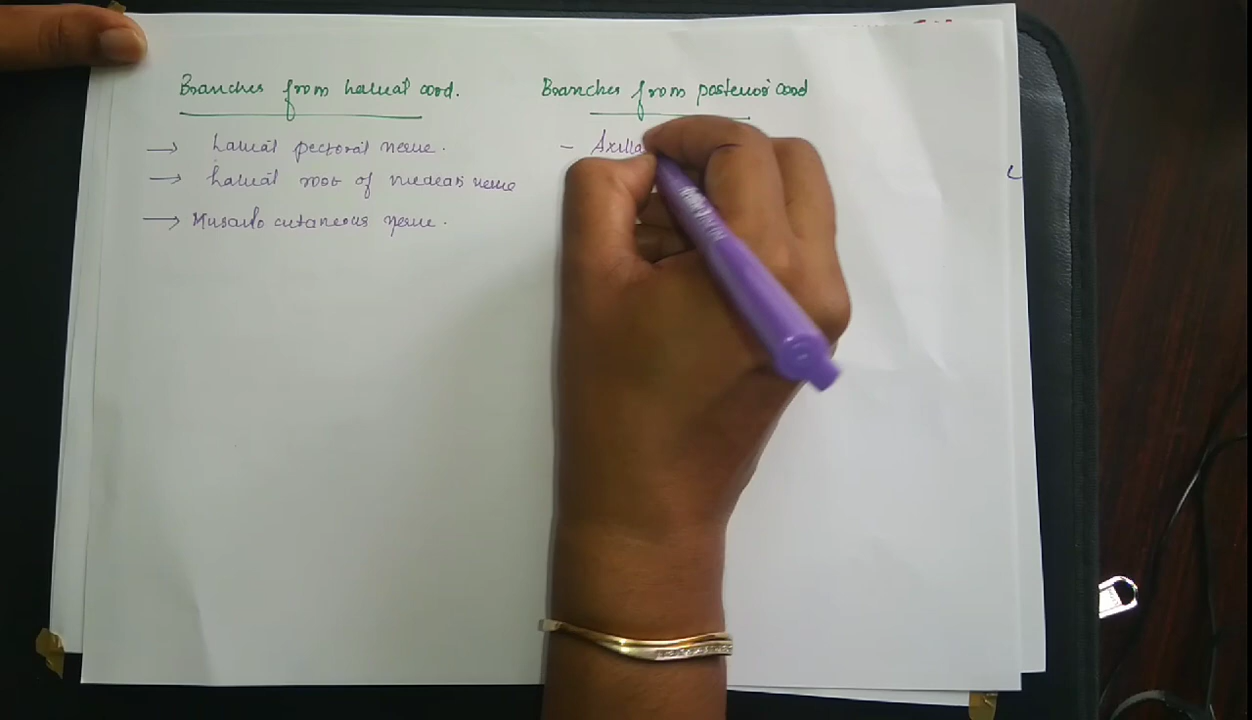 Branches from lateral cord.
→ Lateral pectoral nerve.
→ Lateral root of median nerve
→ Musculo cutaneous nerve.
Branches from posterior cord
- Axilla